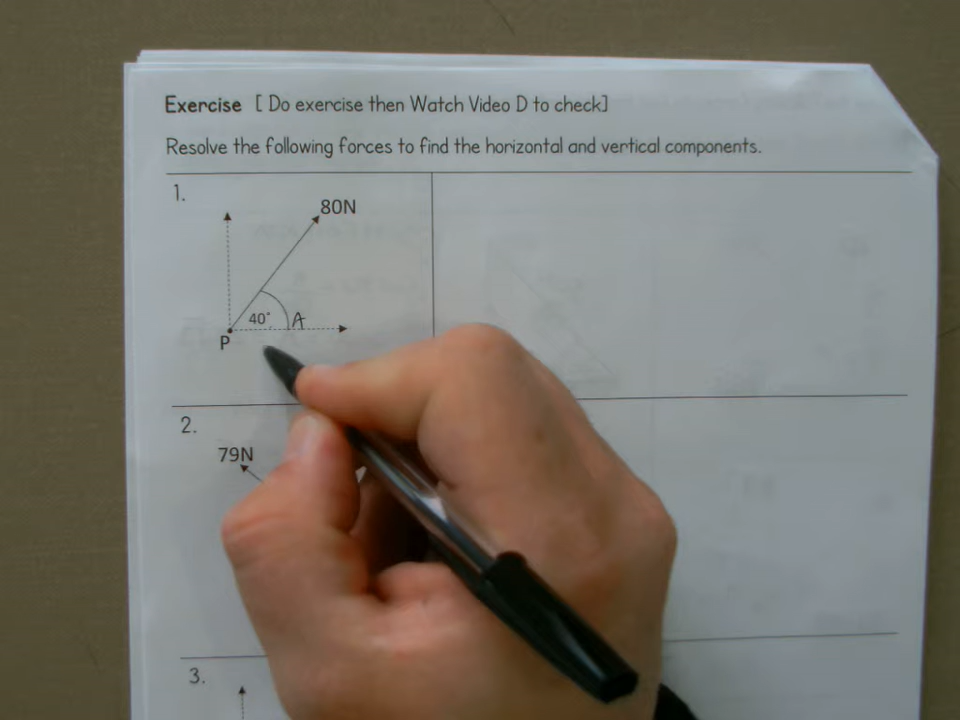 Exercise [ Do exercise then Watch Video D to check]
Resolve the following forces to find the horizontal and vertical components.
1.
80N
40°
A
P
2.
79N
3.